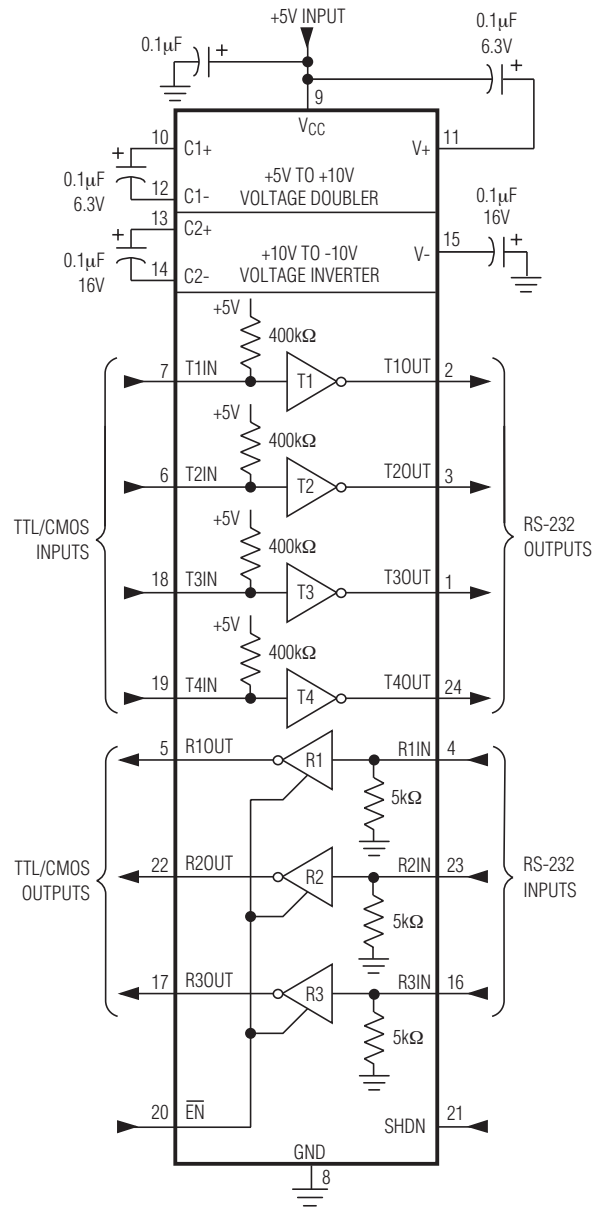 +5V INPUT
0.1μF
+
0.1μF
6.3V
+
9
VCC
10
+
C1+
V+
11
0.1μF
6.3V
+5V TO +10V
VOLTAGE DOUBLER
12
C1-
13
C2+
+
0.1μF
16V
+10V TO -10V
VOLTAGE INVERTER
14
C2-
V-
15
0.1μF
16V
+
+5V
400kΩ
7
T1IN
T1
T1OUT
2
+5V
400kΩ
6
T2IN
T2
T2OUT
3
TTL/CMOS
INPUTS
RS-232
OUTPUTS
+5V
400kΩ
18
T3IN
T3
T3OUT
1
+5V
400kΩ
19
T4IN
T4
T4OUT
24
5
R1OUT
R1
R1IN
4
5kΩ
TTL/CMOS
OUTPUTS
22
R2OUT
R2
R2IN
23
RS-232
INPUTS
5kΩ
17
R3OUT
R3
R3IN
16
5kΩ
20
E̅N̅
SHDN
21
GND
8